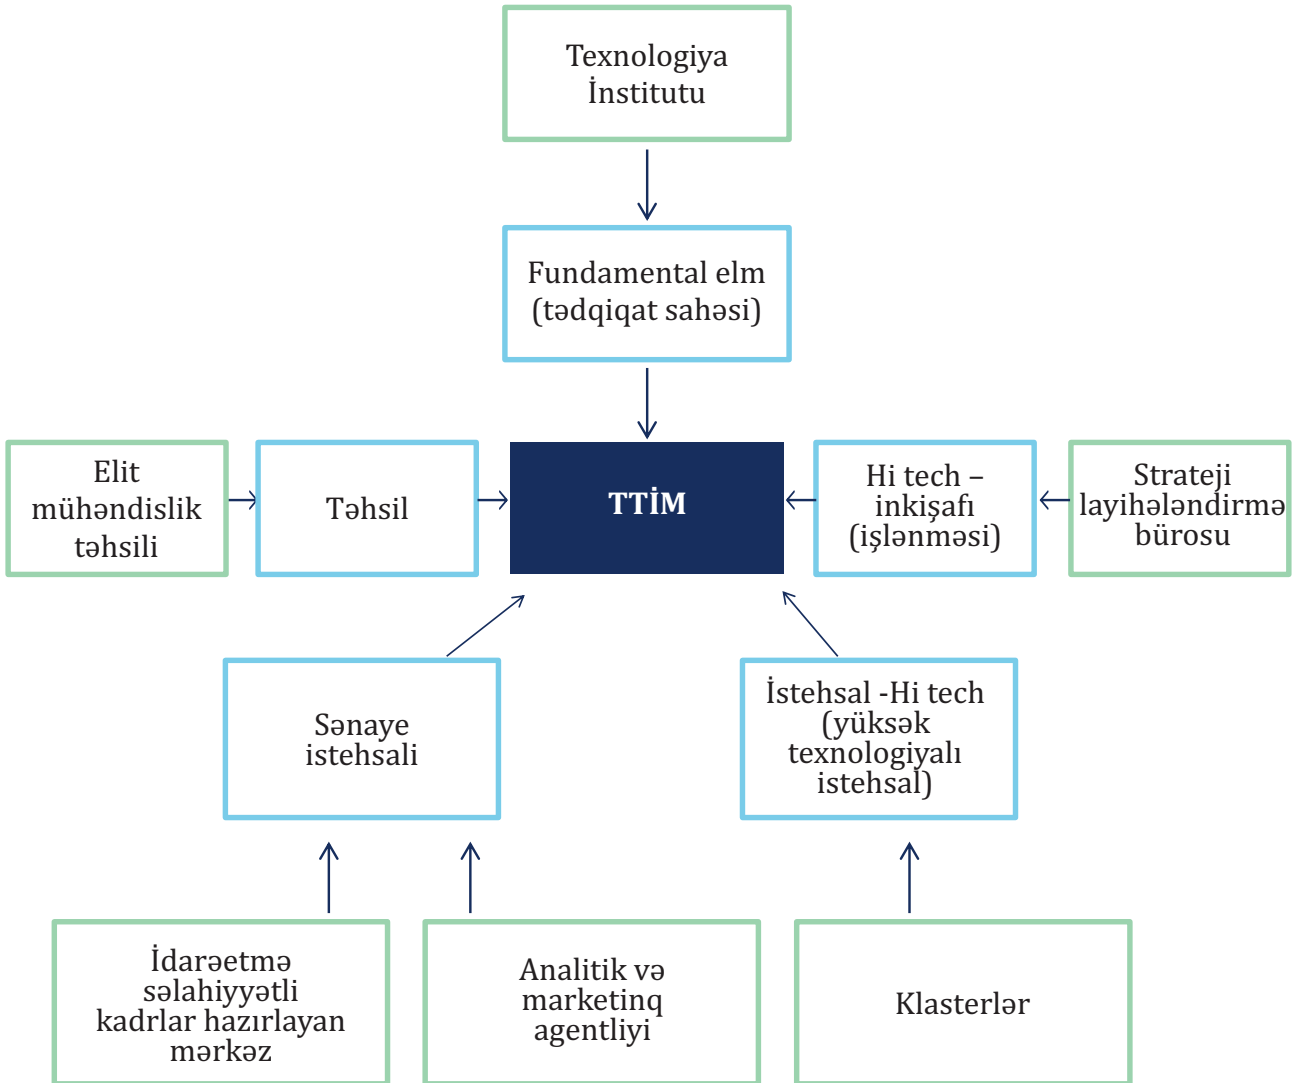 Texnologiya
İnstitutu
Fundamental elm
(tədqiqat sahəsi)
Elit
mühəndislik
təhsili
Təhsil
TTİM
Hi tech –
inkişafı
(işlənməsi)
Strateji
layihələndirmə
bürosu
Sənaye
istehsali
İstehsal -Hi tech
(yüksək
texnologiyalı
istehsal)
İdarəetmə
səlahiyyətli
kadrlar hazırlayan
mərkəz
Analitik və
marketinq
agentliyi
Klasterlər